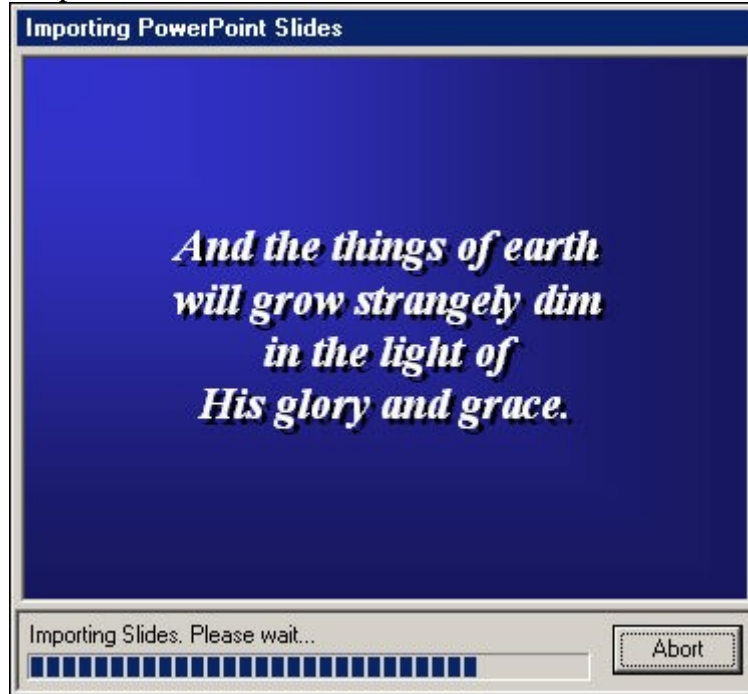 Importing PowerPoint Slides
And the things of earth
will grow strangely dim
in the light of
His glory and grace.
Importing Slides. Please wait...
Abort